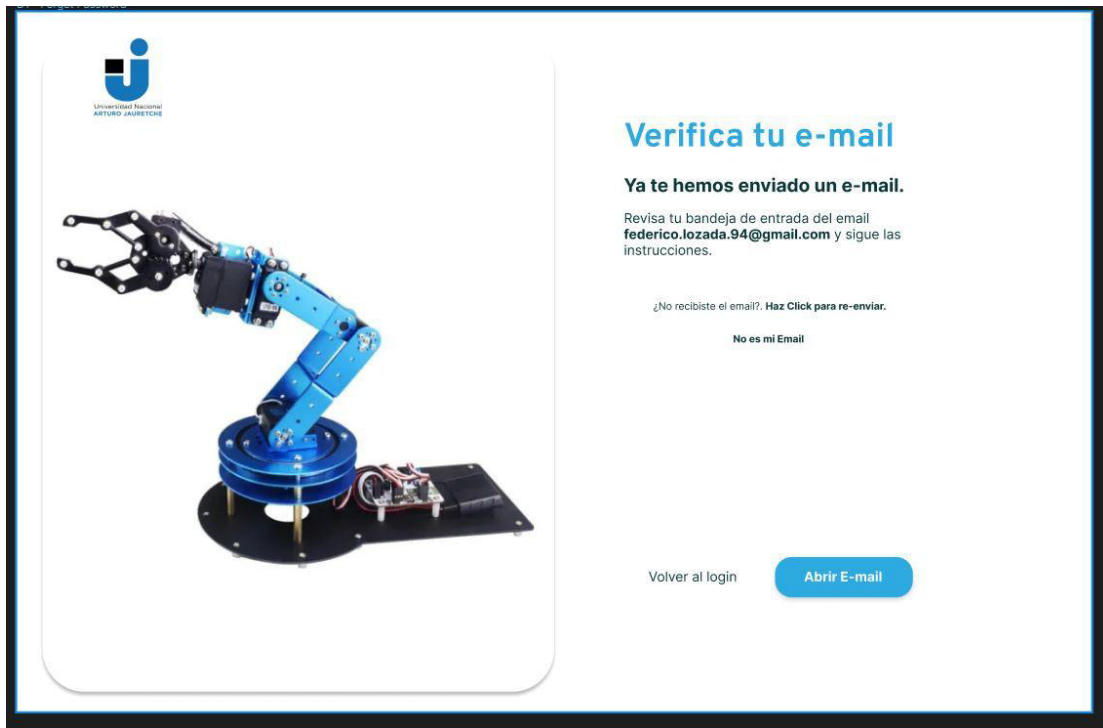 Forget Password
Universidad Nacional
ARTURO JAURETCHE
Verifica tu e-mail
Ya te hemos enviado un e-mail.
Revisa tu bandeja de entrada del email
federico.lozada.94@gmail.com y sigue las
instrucciones.
¿No recibiste el email?. Haz Click para re-enviar.
No es mi Email
Volver al login
Abrir E-mail